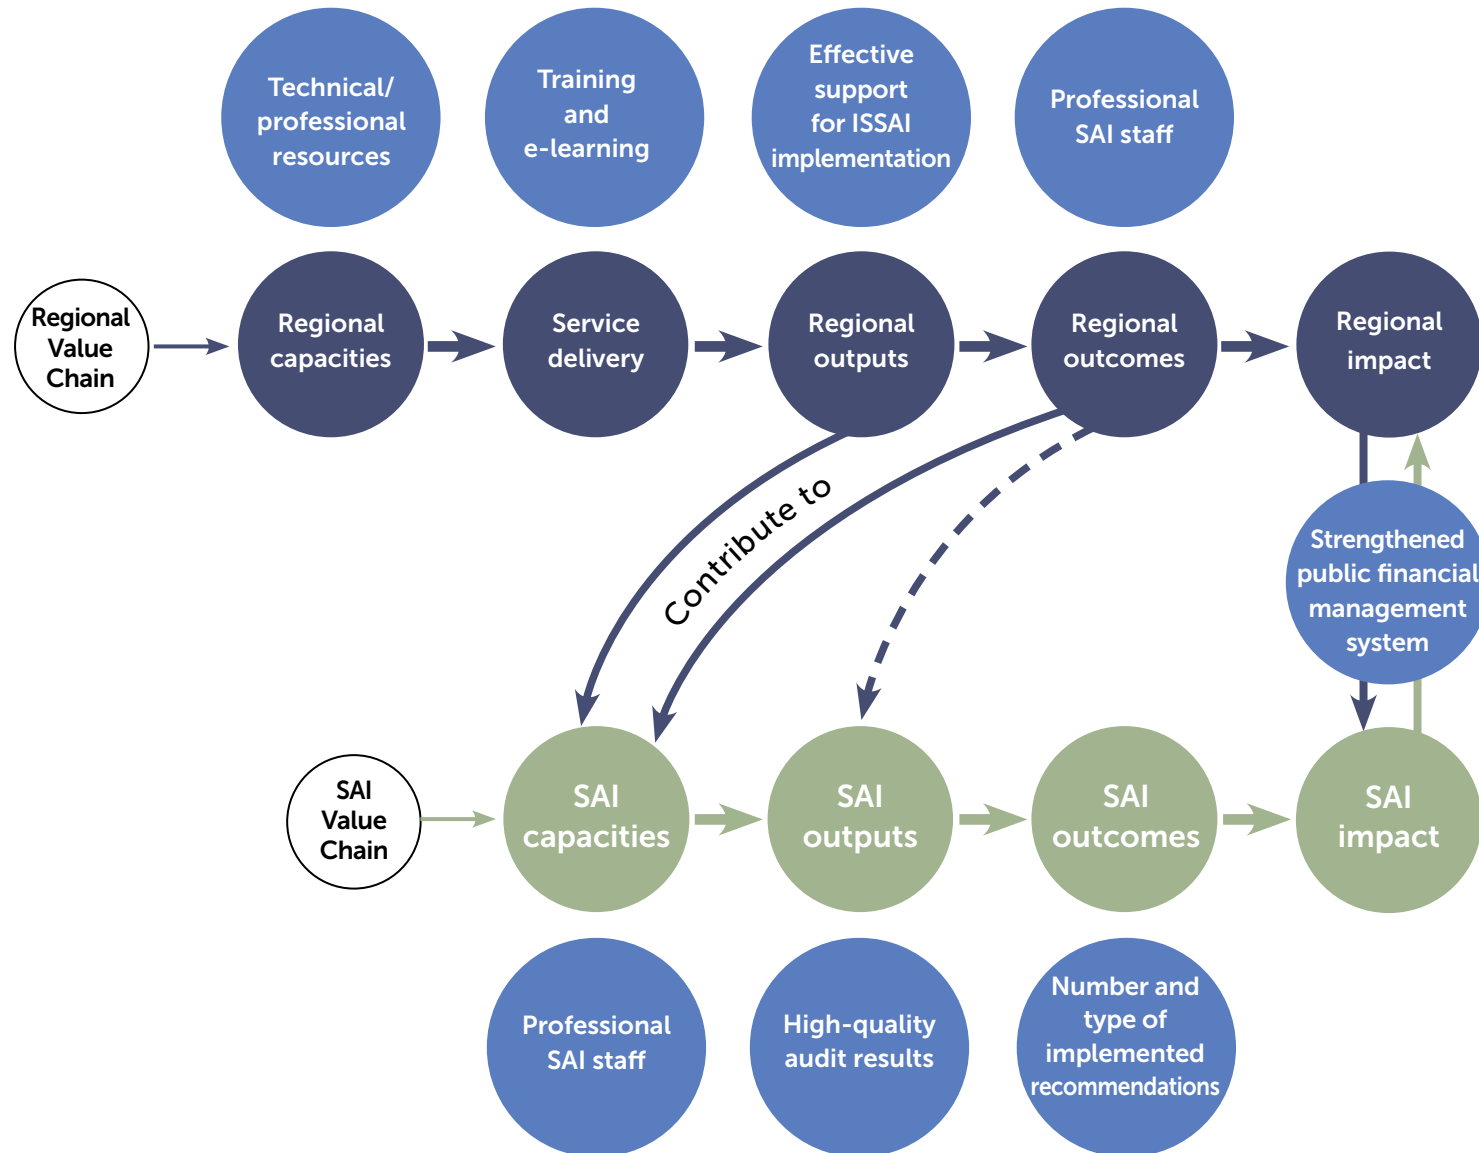 Technical/
professional
resources
Training
and
e-learning
Effective
support
for ISSAI
implementation
Professional
SAI staff
Regional
Value
Chain
Regional
capacities
Service
delivery
Regional
outputs
Regional
outcomes
Regional
impact
Contribute to
Strengthened
public financial
management
system
SAI
Value
Chain
SAI
capacities
SAI
outputs
SAI
outcomes
SAI
impact
Professional
SAI staff
High-quality
audit results
Number and
type of
implemented
recommendations